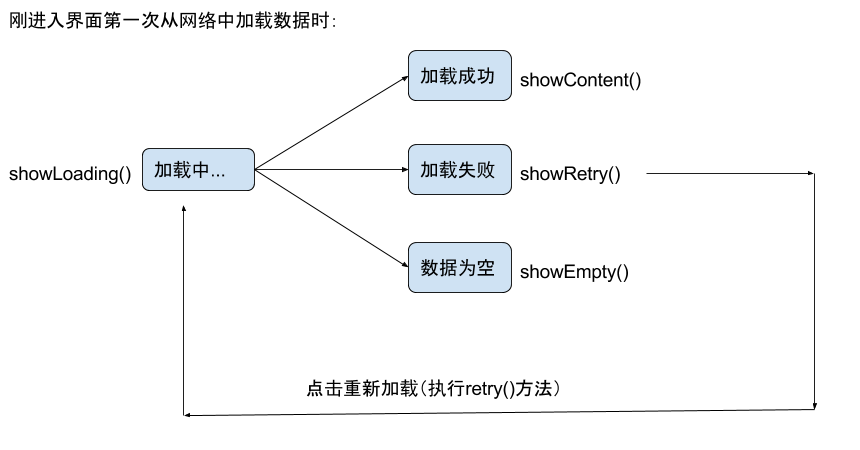 刚进入界面第一次从网络中加载数据时：
加载成功 showContent()
showLoading() 加载中... 加载失败 showRetry()
数据为空 showEmpty()
点击重新加载（执行retry()方法）